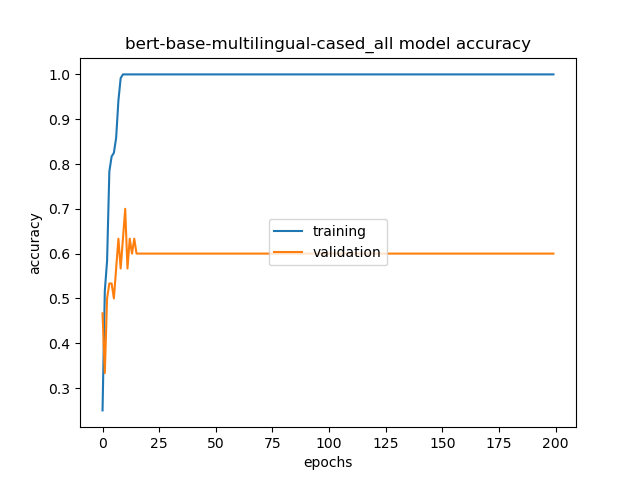 bert-base-multilingual-cased_all model accuracy
1.0
0.9
0.8
0.7
0.6
0.5
0.4
0.3
accuracy
training
validation
0 25 50 75 100 125 150 175 200
epochs